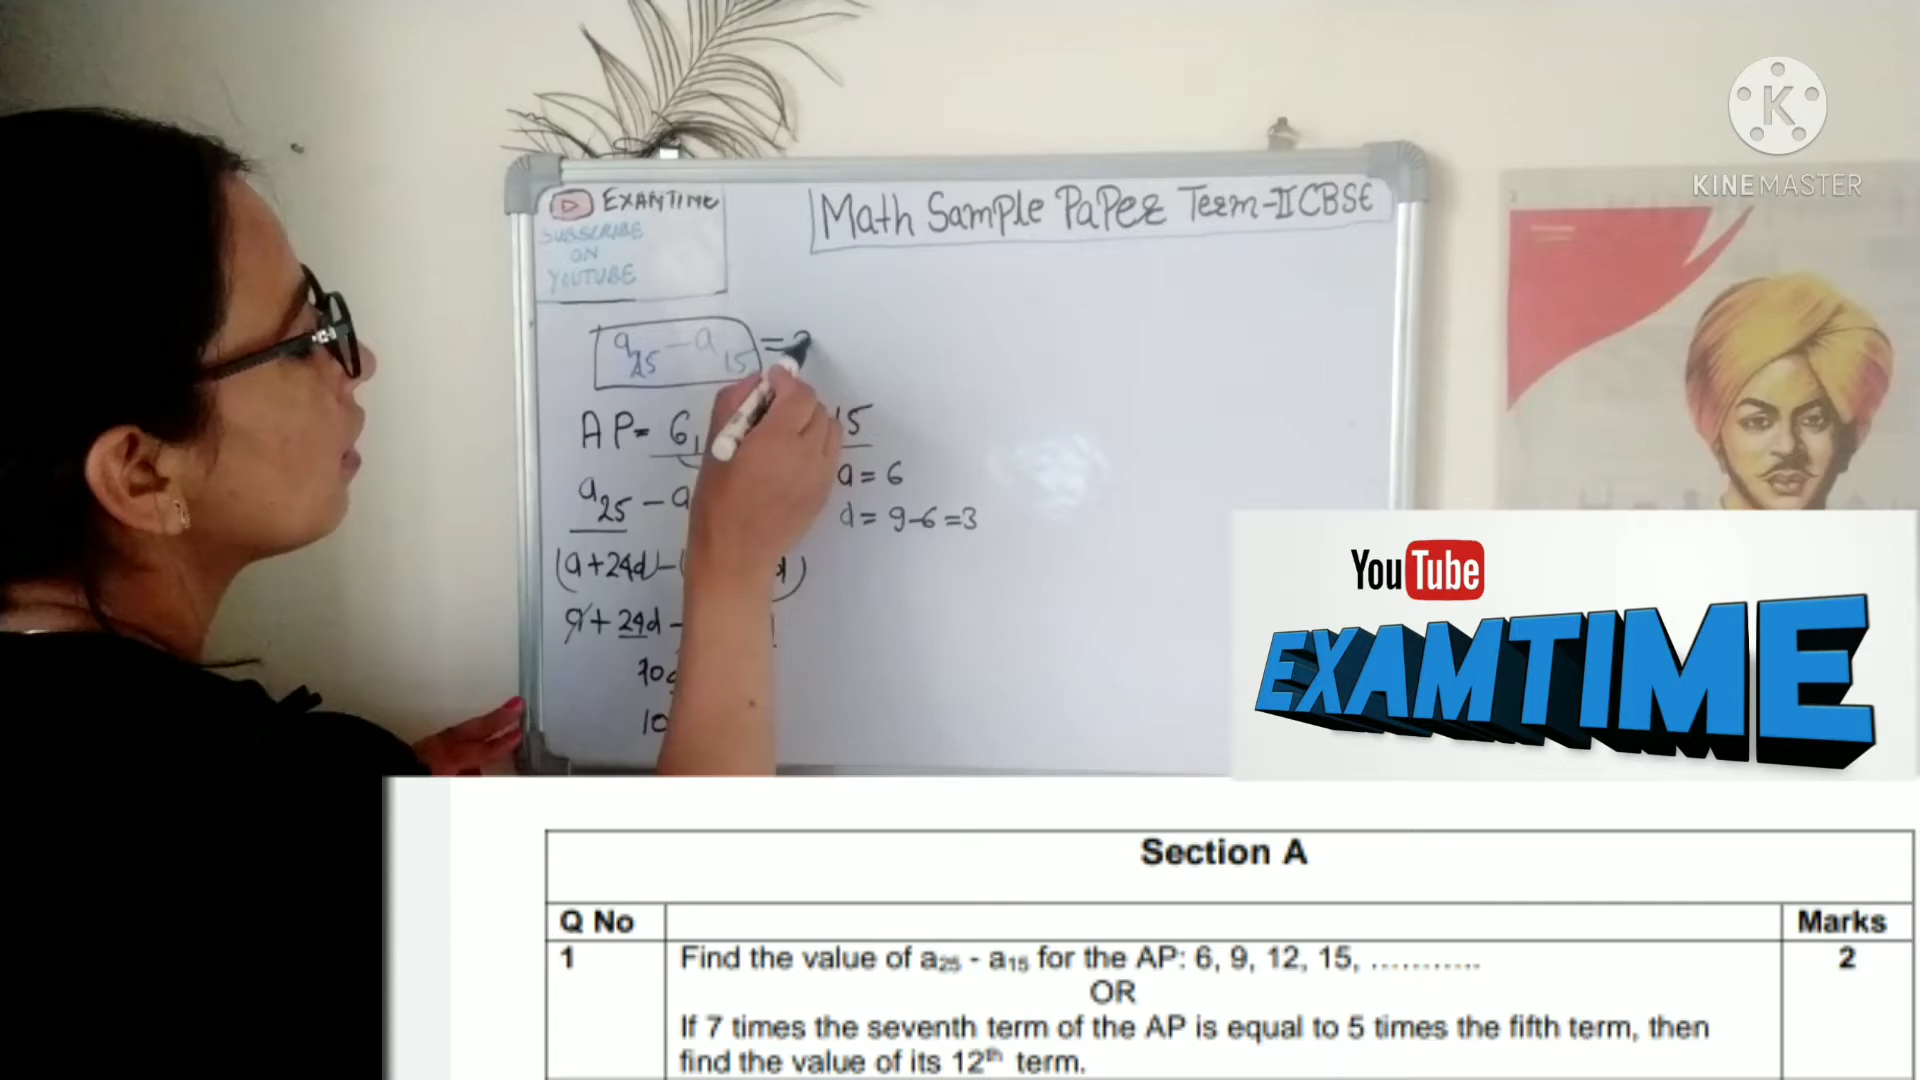 KINEMASTER
EXAMTIME
SUBSCRIBE
ON
YOUTUBE
Math Sample PaPer Term-II CBSE
a25 - a15 =
AP= 6, 15
a = 6
a25 - a
d = 9-6 =3
(a+24d)-( d)
a + 24d -
10
10
YouTube
EXAMTIME
Section A
Q No Marks
1 Find the value of a25 - a15 for the AP: 6, 9, 12, 15, ………... 2
OR
If 7 times the seventh term of the AP is equal to 5 times the fifth term, then
find the value of its 12th term.